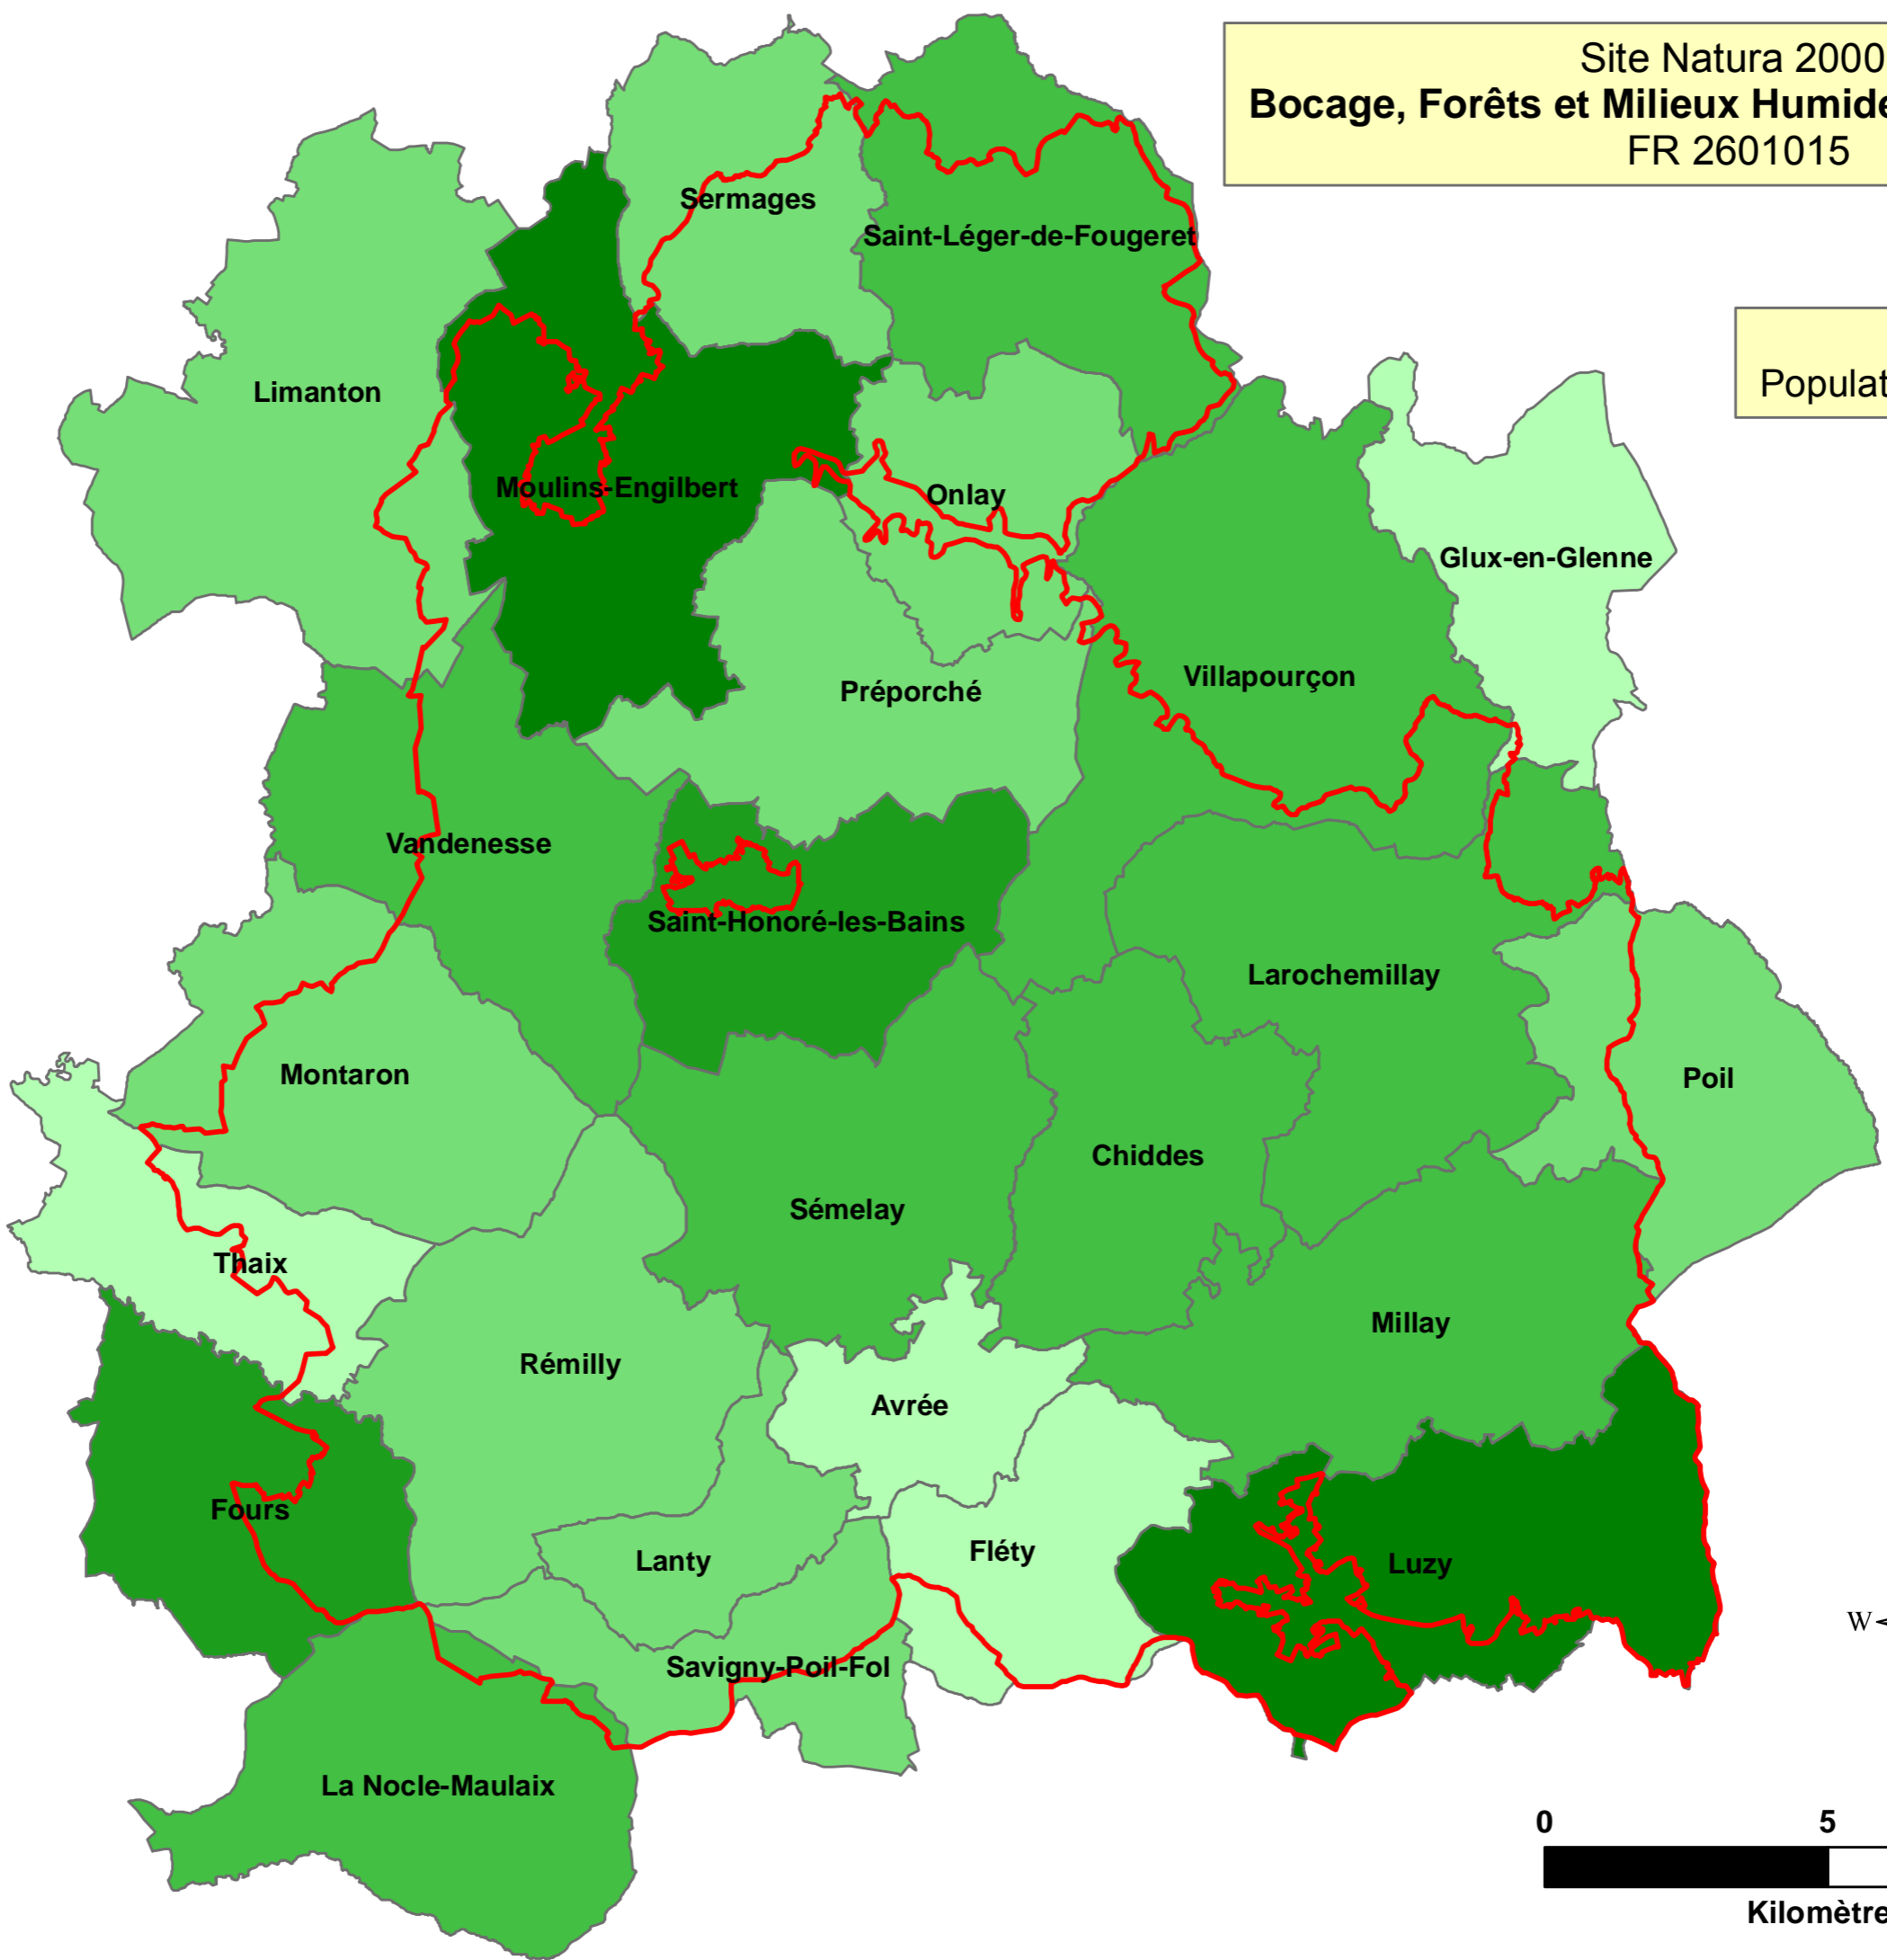 Site Natura 2000
Bocage, Forêts et Milieux Humide
FR 2601015
Populat
Sermages
Saint-Léger-de-Fougeret
Limanton
Moulins-Engilbert
Onlay
Glux-en-Glenne
Villapourçon
Préporché
Vandenesse
Saint-Honoré-les-Bains
Larochemillay
Montaron
Poil
Chiddes
Sémelay
Thaix
Millay
Rémilly
Avrée
Fours
Fléty
Lanty
Luzy
W
Savigny-Poil-Fol
La Nocle-Maulaix
0 5
Kilomètre